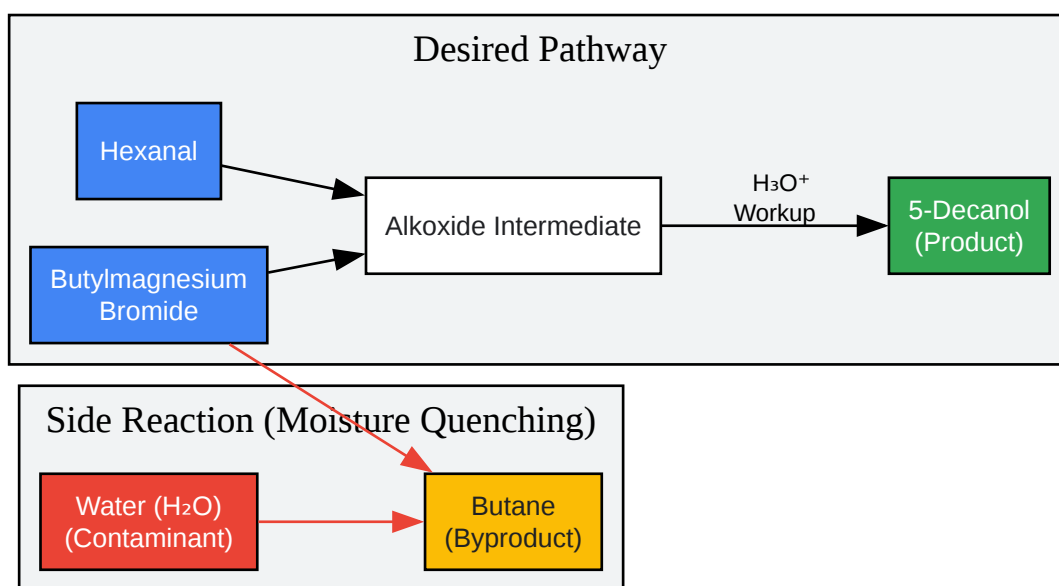 Desired Pathway
Hexanal
Butylmagnesium
Bromide
Alkoxide Intermediate
H₃O⁺
Workup
5-Decanol
(Product)
Side Reaction (Moisture Quenching)
Water (H₂O)
(Contaminant)
Butane
(Byproduct)